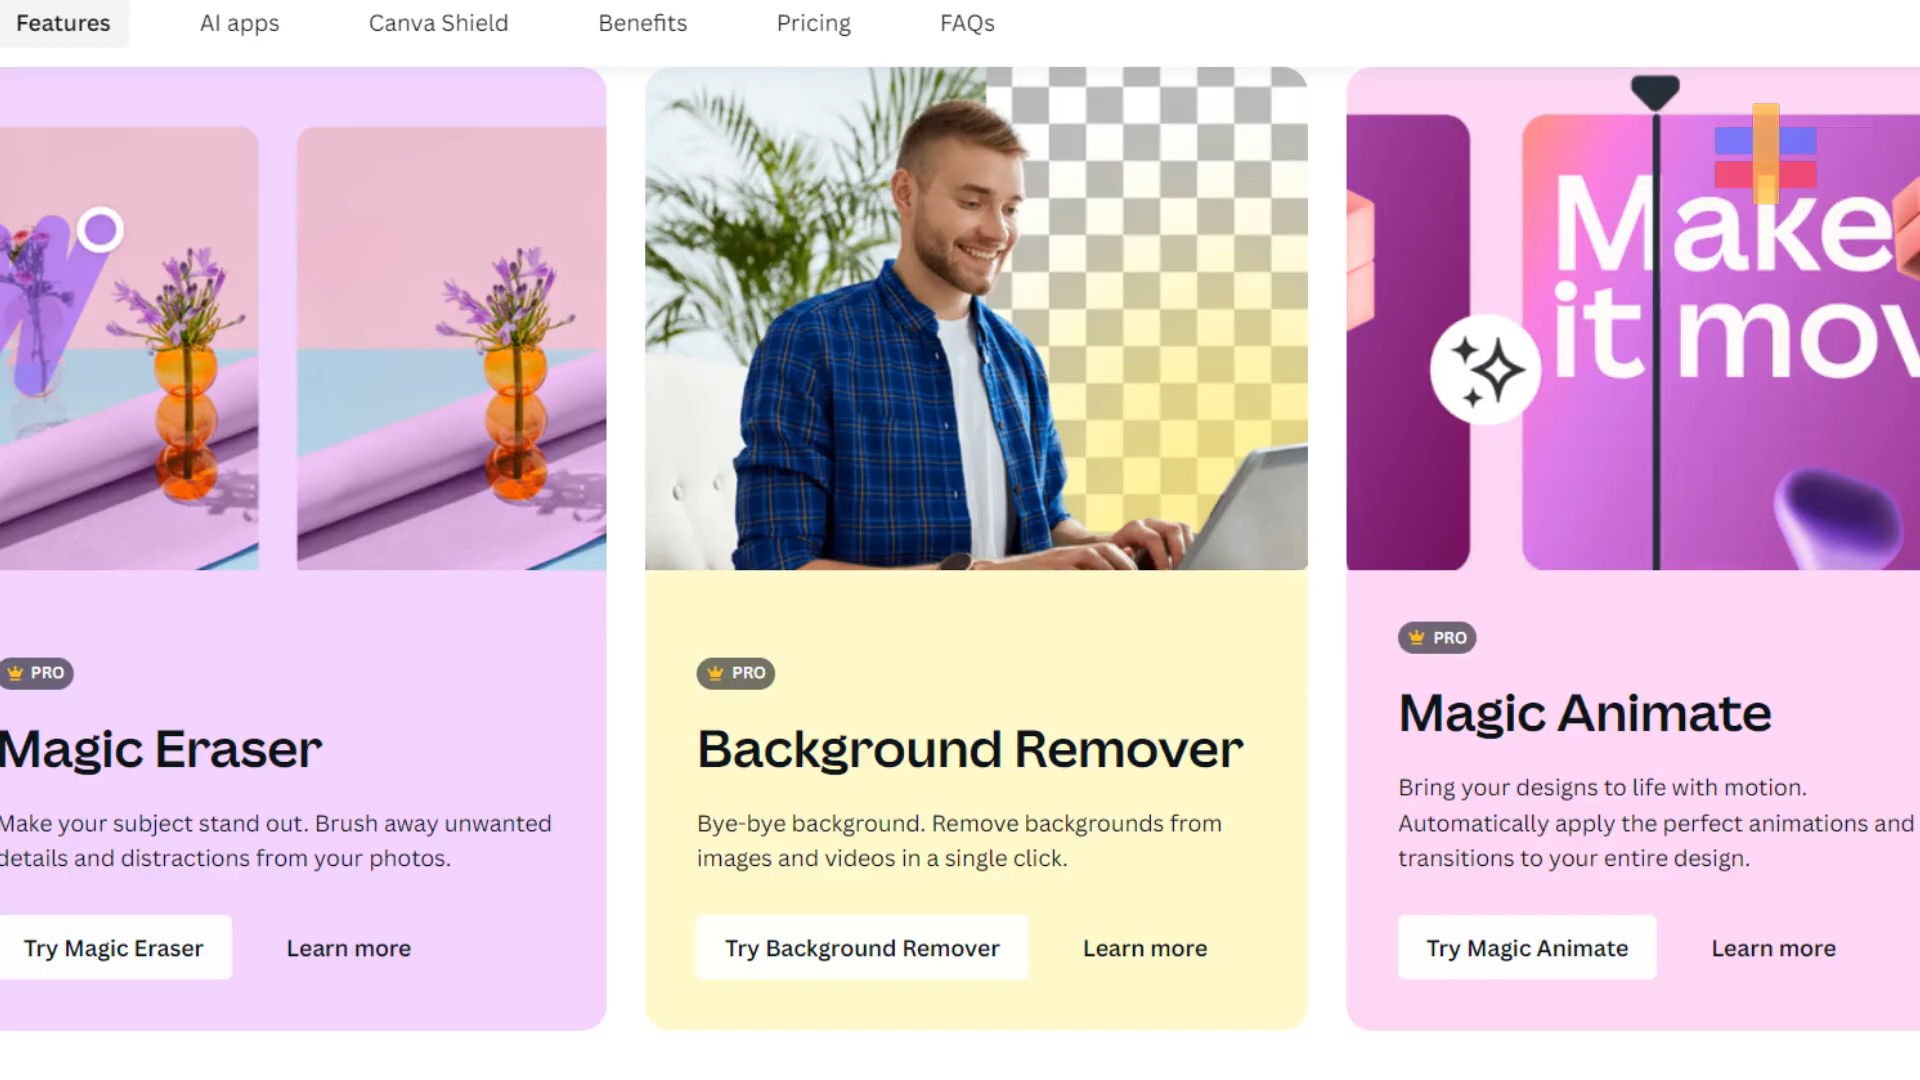 Features
AI apps
Canva Shield
Benefits
Pricing
FAQs
PRO
Magic Eraser
Make your subject stand out. Brush away unwanted
details and distractions from your photos.
Try Magic Eraser
Learn more
PRO
Background Remover
Bye-bye background. Remove backgrounds from
images and videos in a single click.
Try Background Remover
Learn more
Make
it mov
PRO
Magic Animate
Bring your designs to life with motion.
Automatically apply the perfect animations and
transitions to your entire design.
Try Magic Animate
Learn more